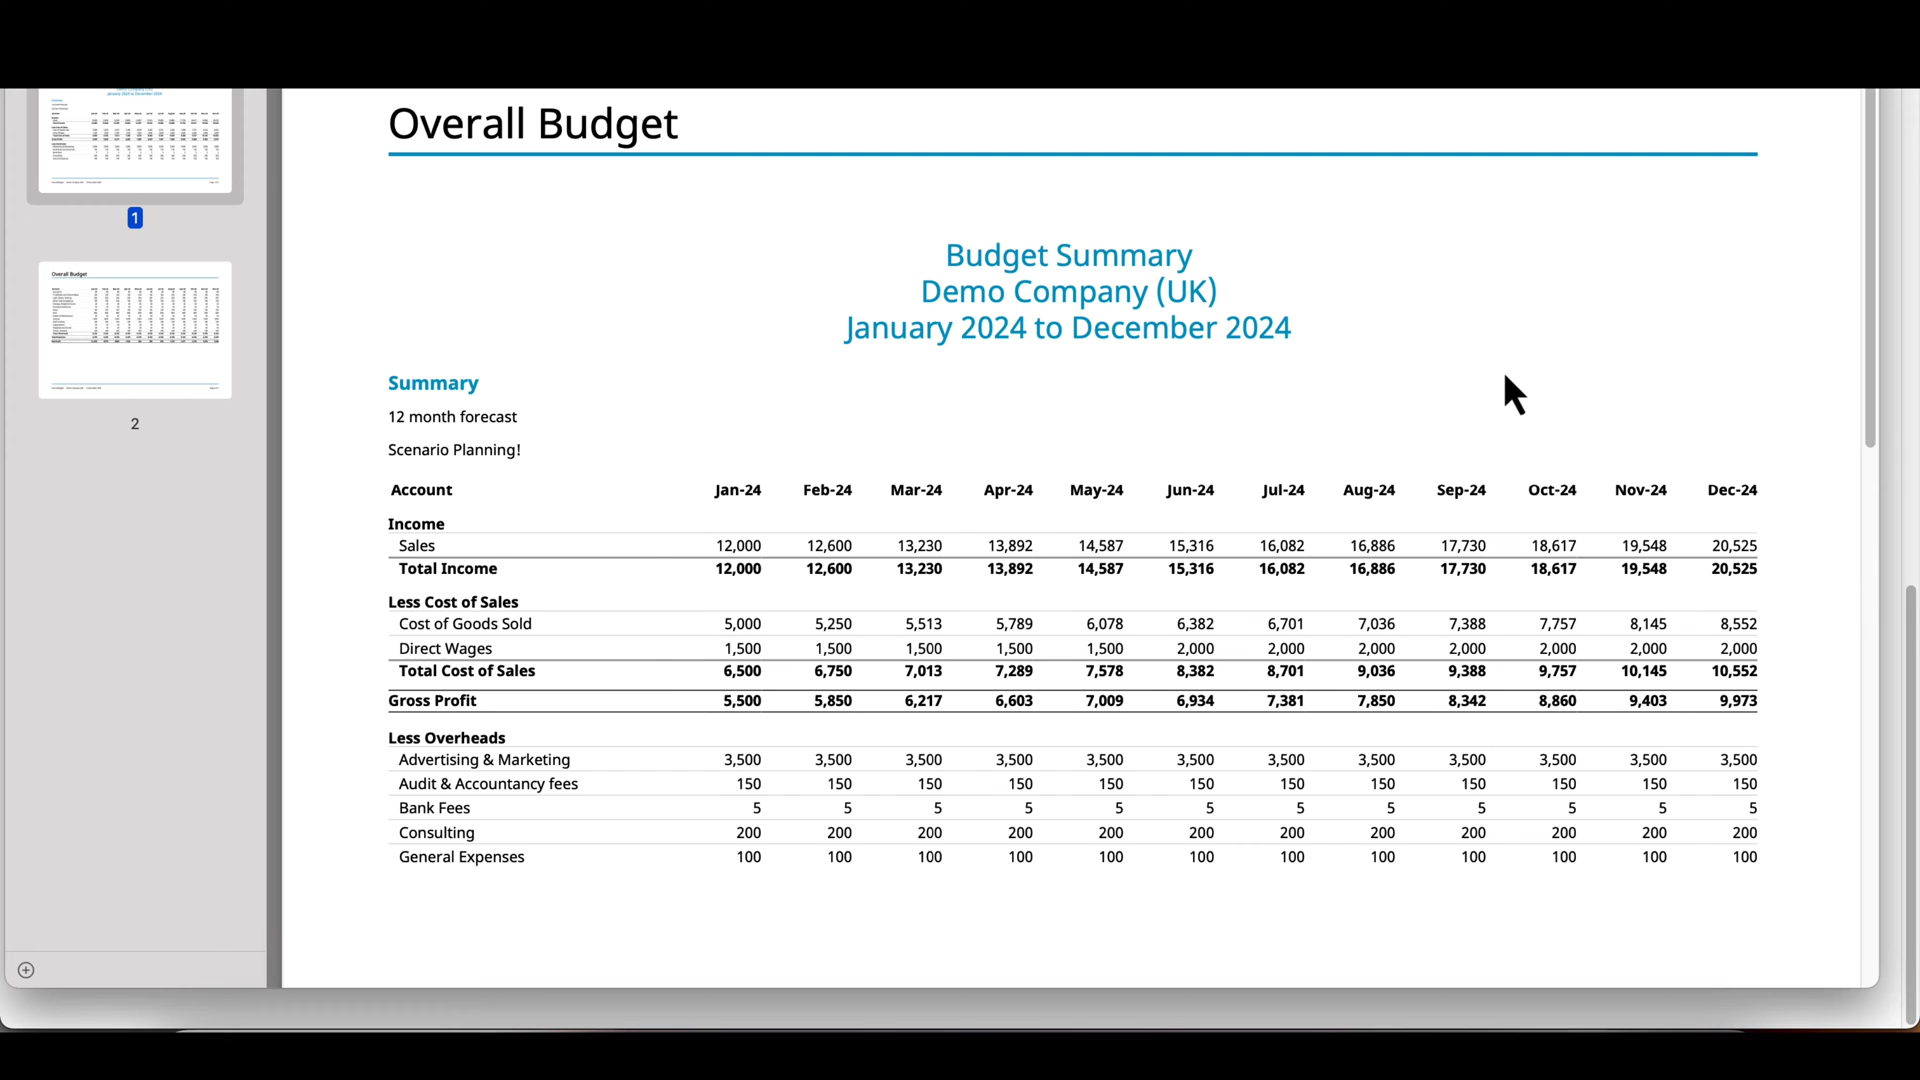 Overall Budget
Budget Summary
Demo Company (UK)
January 2024 to December 2024
Summary
12 month forecast
Scenario Planning!
Account Jan-24 Feb-24 Mar-24 Apr-24 May-24 Jun-24 Jul-24 Aug-24 Sep-24 Oct-24 Nov-24 Dec-24
Income
Sales 12,000 12,600 13,230 13,892 14,587 15,316 16,082 16,886 17,730 18,617 19,548 20,525
Total Income 12,000 12,600 13,230 13,892 14,587 15,316 16,082 16,886 17,730 18,617 19,548 20,525
Less Cost of Sales
Cost of Goods Sold 5,000 5,250 5,513 5,789 6,078 6,382 6,701 7,036 7,388 7,757 8,145 8,552
Direct Wages 1,500 1,500 1,500 1,500 1,500 2,000 2,000 2,000 2,000 2,000 2,000 2,000
Total Cost of Sales 6,500 6,750 7,013 7,289 7,578 8,382 8,701 9,036 9,388 9,757 10,145 10,552
Gross Profit 5,500 5,850 6,217 6,603 7,009 6,934 7,381 7,850 8,342 8,860 9,403 9,973
Less Overheads
Advertising & Marketing 3,500 3,500 3,500 3,500 3,500 3,500 3,500 3,500 3,500 3,500 3,500 3,500
Audit & Accountancy fees 150 150 150 150 150 150 150 150 150 150 150 150
Bank Fees 5 5 5 5 5 5 5 5 5 5 5 5
Consulting 200 200 200 200 200 200 200 200 200 200 200 200
General Expenses 100 100 100 100 100 100 100 100 100 100 100 100
1
Overall Budget
2